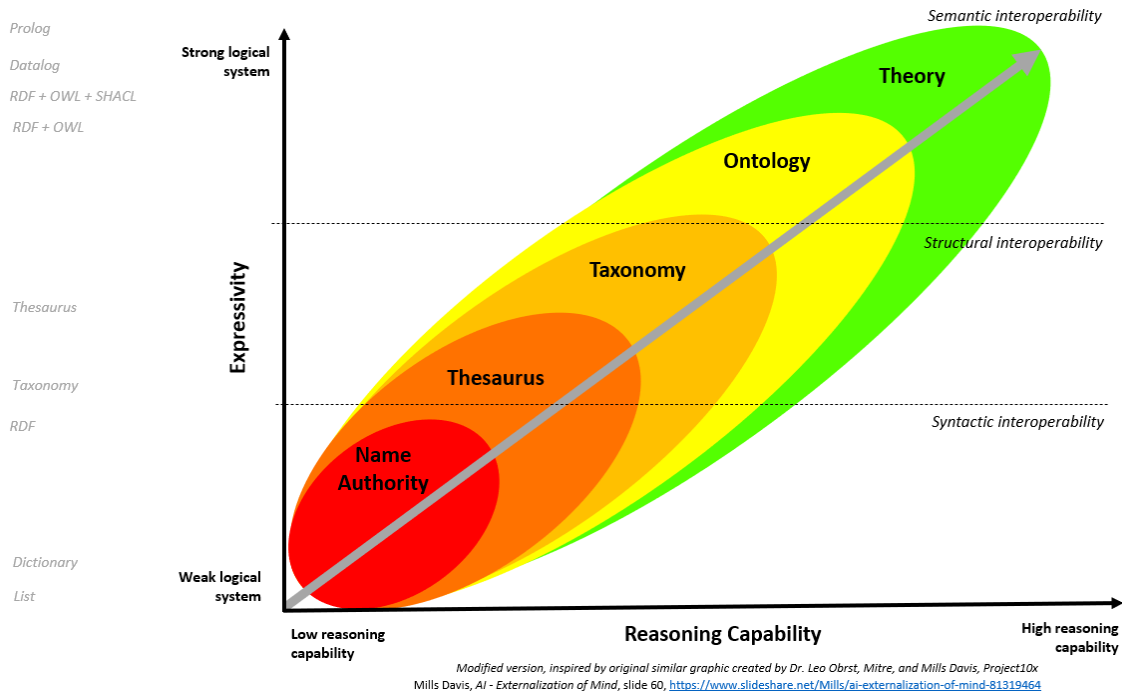 Prolog
Datalog
RDF + OWL + SHACL
RDF + OWL
Thesaurus
Taxonomy
RDF
Dictionary
List
Strong logical
system
Expressivity
Weak logical
system
Semantic interoperability
Theory
Ontology
Structural interoperability
Taxonomy
Thesaurus
Syntactic interoperability
Name
Authority
Low reasoning
capability
Reasoning Capability
High reasoning
capability
Modified version, inspired by original similar graphic created by Dr. Leo Obrst, Mitre, and Mills Davis, Project10x
Mills Davis, AI - Externalization of Mind, slide 60, https://www.slideshare.net/Mills/ai-externalization-of-mind-81319464